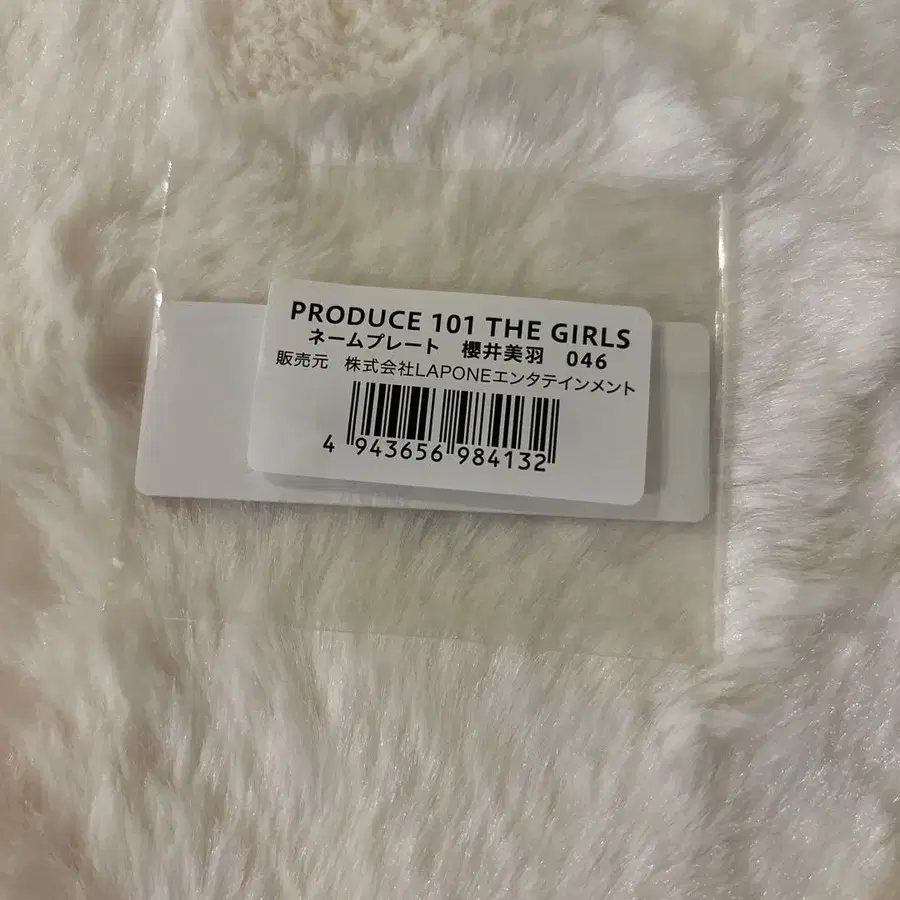 PRODUCE 101 THE GIRLS
ネームプレート 櫻井美羽 046
販売元 株式会社LAPONEエンタテインメント
4 943656 984132